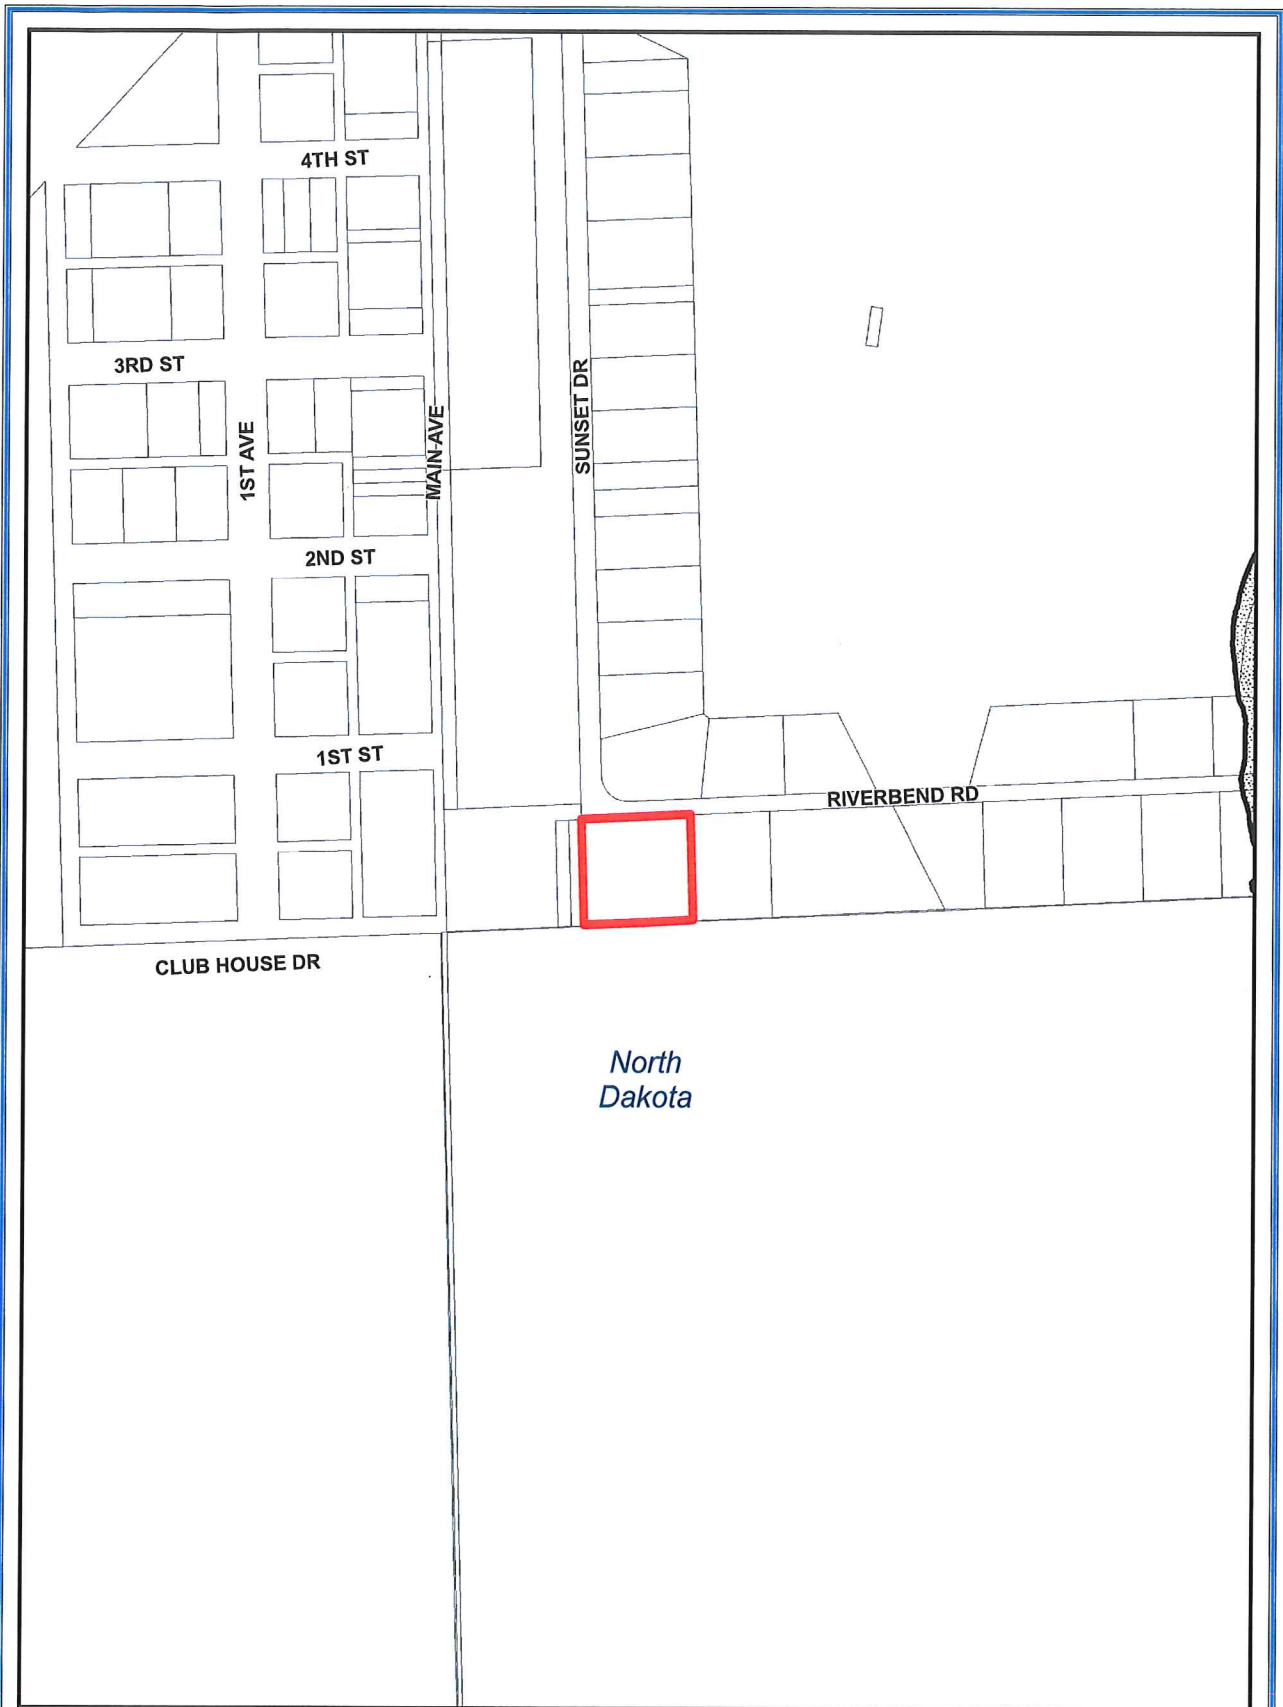 4TH ST
3RD ST
1ST AVE
MAIN AVE
SUNSET DR
2ND ST
1ST ST
RIVERBEND RD
CLUB HOUSE DR
North
Dakota